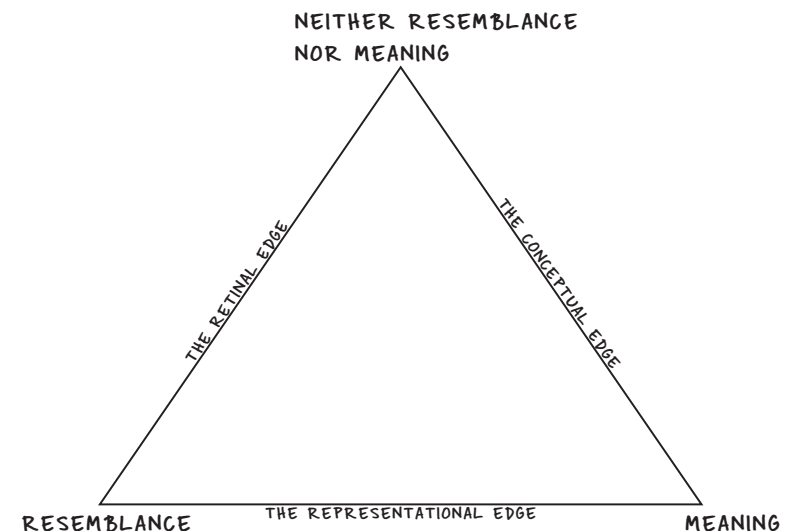 NEITHER RESEMBLANCE
NOR MEANING
THE RETINAL EDGE
THE CONCEPTUAL EDGE
RESEMBLANCE
THE REPRESENTATIONAL EDGE
MEANING